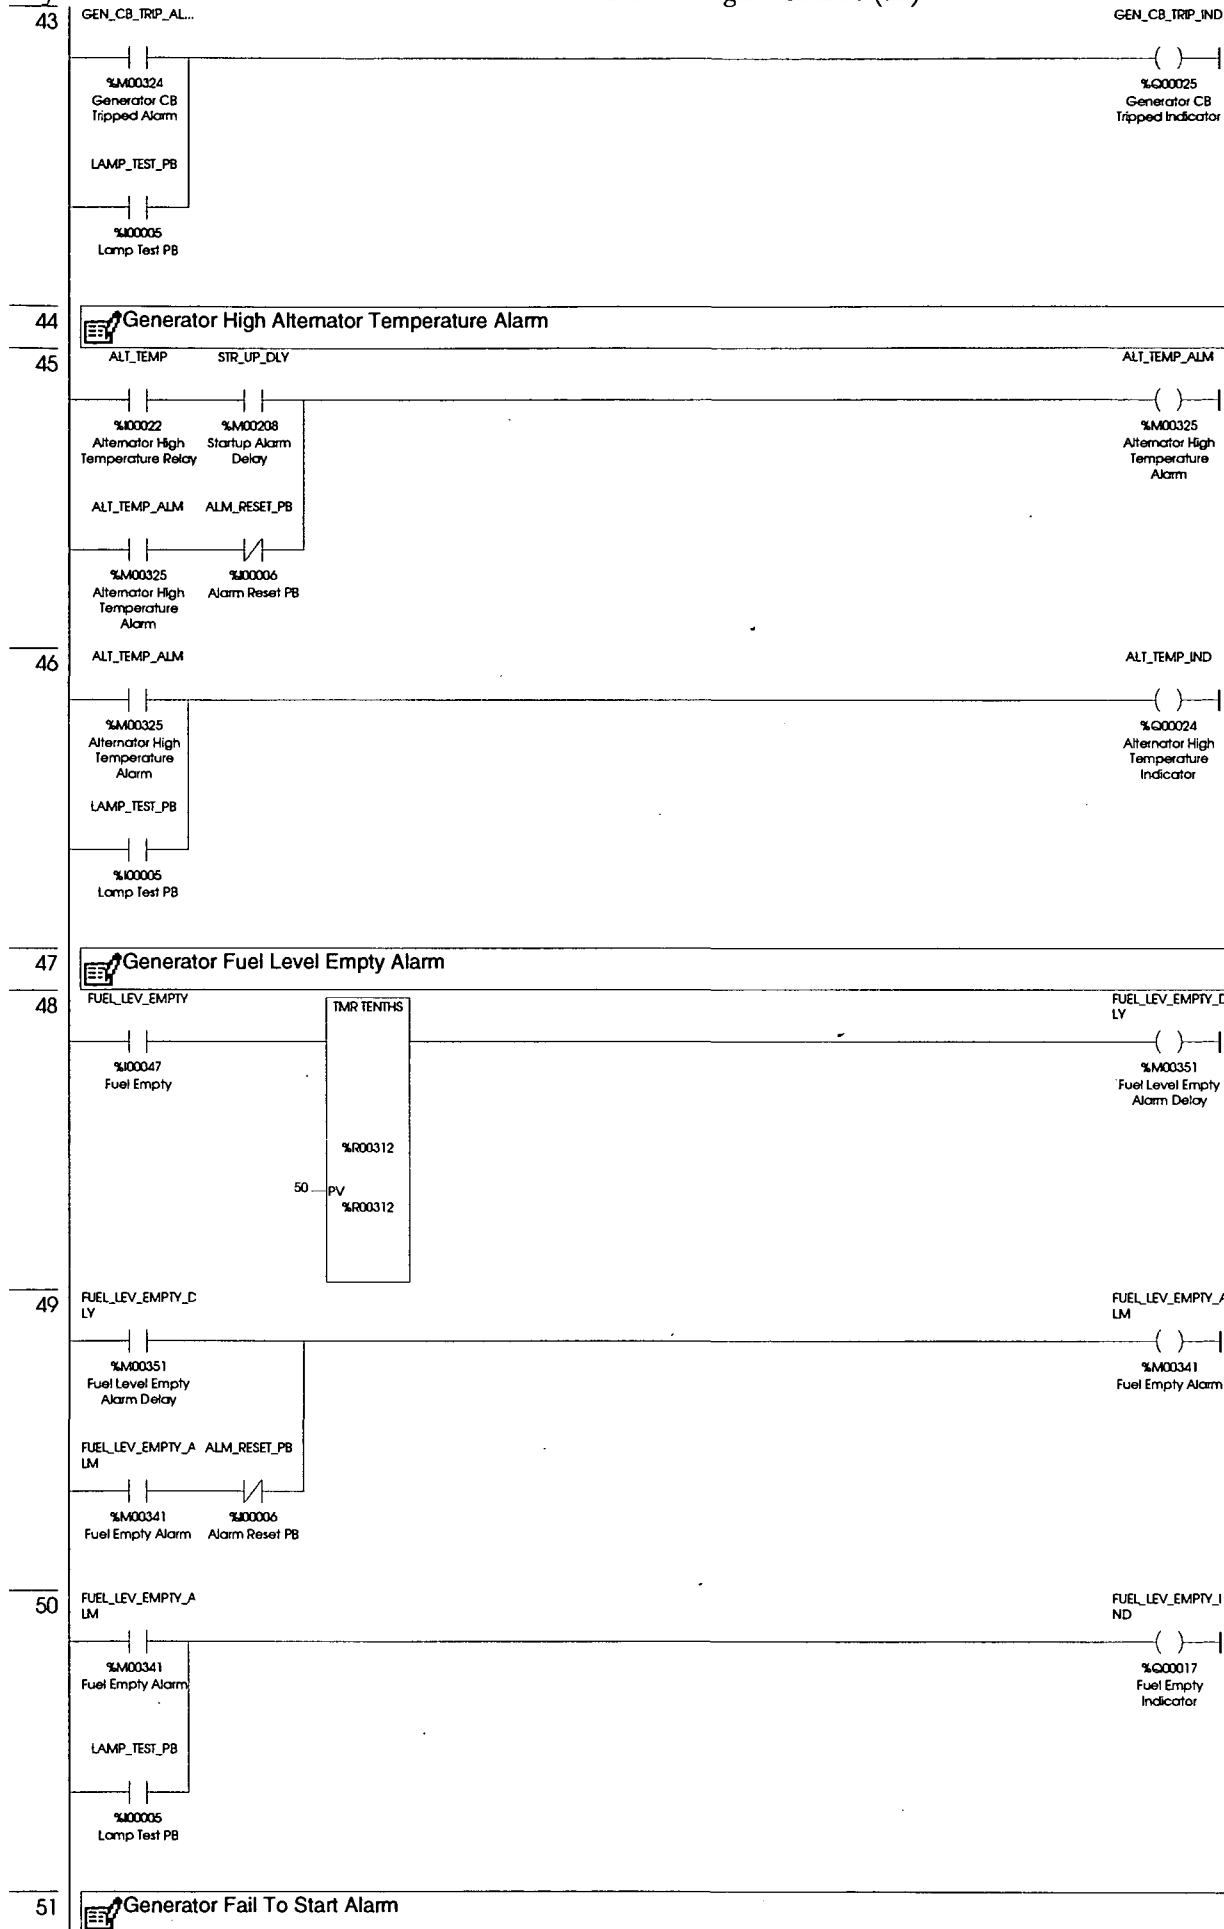 43
GEN_CB_TRIP_AL...
GEN_CB_TRIP_IND
%M00324
Generator CB
Tripped Alarm
%Q00025
Generator CB
Tripped Indicator
LAMP_TEST_PB
%I00005
Lamp Test PB
44
Generator High Alternator Temperature Alarm
45
ALT_TEMP STR_UP_DLY
ALT_TEMP_ALM
%I00022
Alternator High
Temperature Relay
%M00208
Startup Alarm
Delay
%M00325
Alternator High
Temperature
Alarm
ALT_TEMP_ALM ALM_RESET_PB
%M00325
Alternator High
Temperature
Alarm
%I00006
Alarm Reset PB
46
ALT_TEMP_ALM
ALT_TEMP_IND
%M00325
Alternator High
Temperature
Alarm
%Q00024
Alternator High
Temperature
Indicator
LAMP_TEST_PB
%I00005
Lamp Test PB
47
Generator Fuel Level Empty Alarm
48
FUEL_LEV_EMPTY
TMR TENTHS
FUEL_LEV_EMPTY_D
LY
%I00047
Fuel Empty
%M00351
Fuel Level Empty
Alarm Delay
%R00312
50 PV
%R00312
49
FUEL_LEV_EMPTY_D
LY
FUEL_LEV_EMPTY_A
LM
%M00351
Fuel Level Empty
Alarm Delay
%M00341
Fuel Empty Alarm
FUEL_LEV_EMPTY_A
LM
ALM_RESET_PB
%M00341
Fuel Empty Alarm
%I00006
Alarm Reset PB
50
FUEL_LEV_EMPTY_A
LM
FUEL_LEV_EMPTY_I
ND
%M00341
Fuel Empty Alarm
%Q00017
Fuel Empty
Indicator
LAMP_TEST_PB
%I00005
Lamp Test PB
51
Generator Fail To Start Alarm